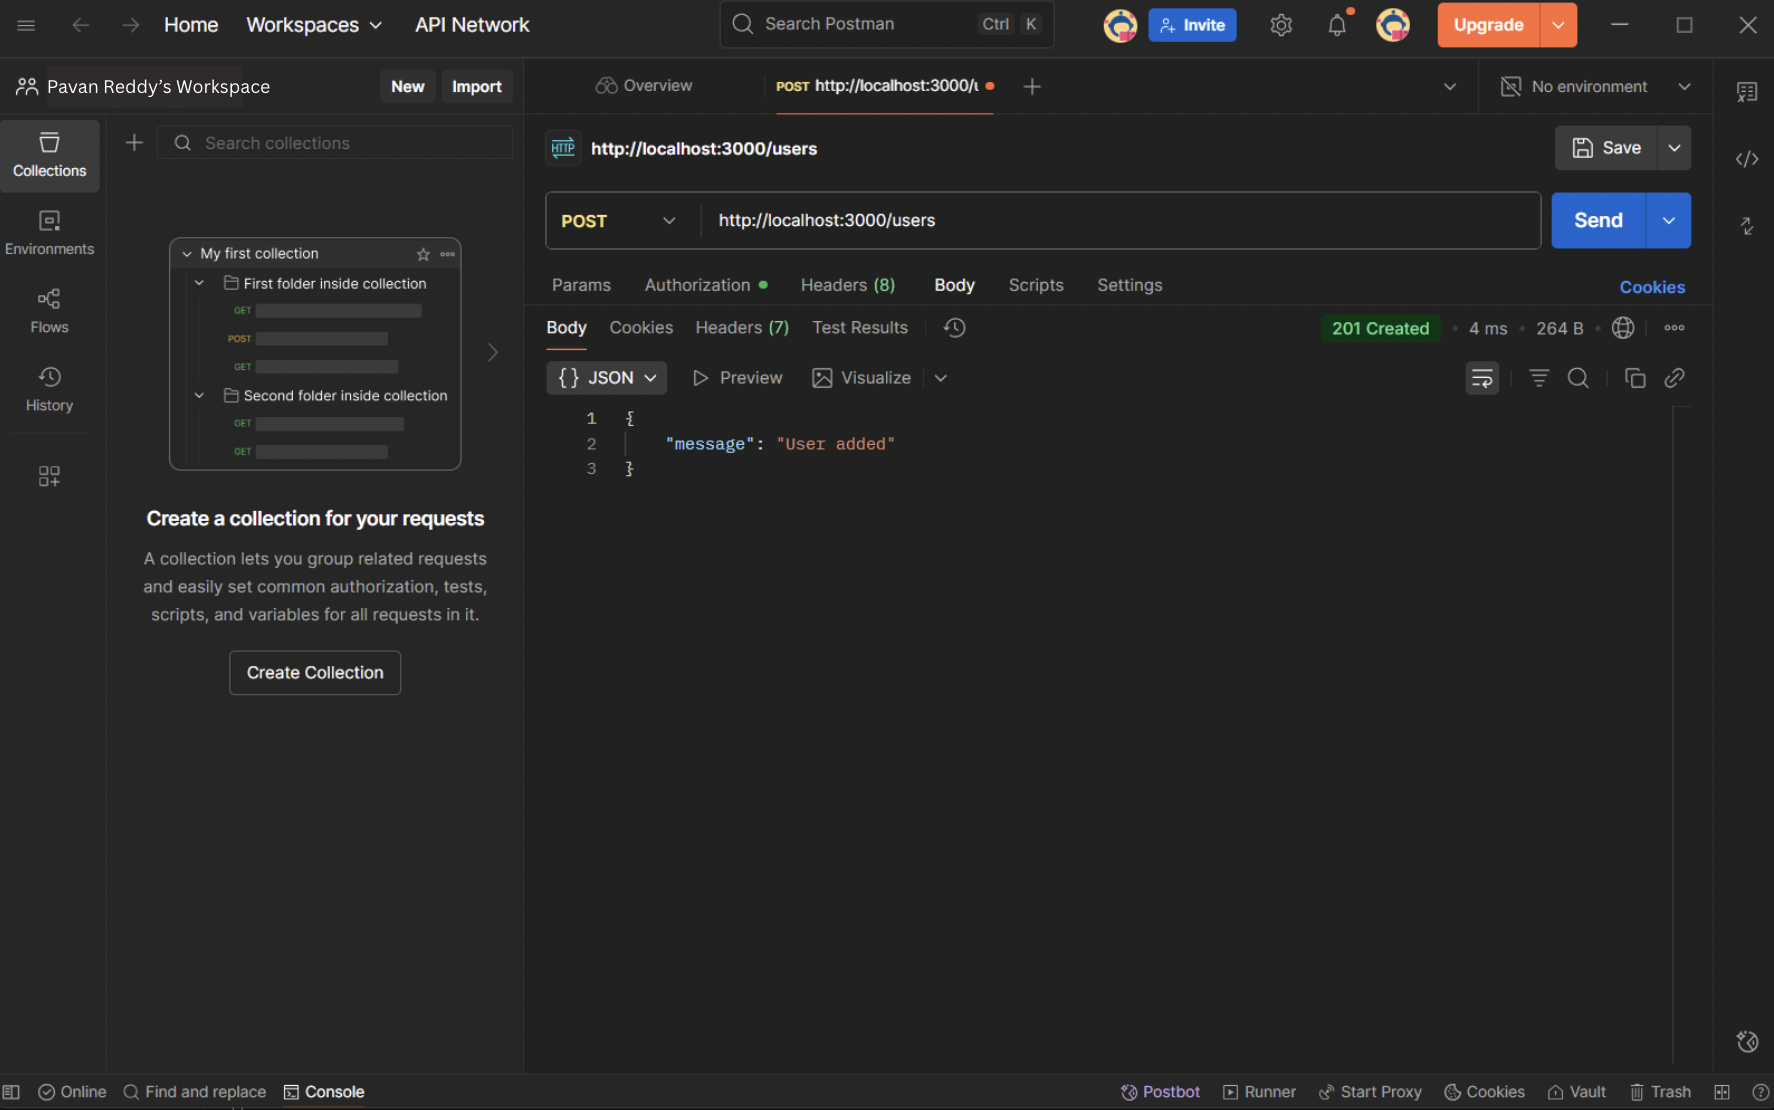 Home Workspaces API Network Search Postman Ctrl K Invite Upgrade
Pavan Reddy's Workspace New Import Overview POST http://localhost:3000/u No environment
Collections
Environments
Flows
History
Search collections
My first collection
First folder inside collection
GET
POST
GET
Second folder inside collection
GET
GET
Create a collection for your requests
A collection lets you group related requests
and easily set common authorization, tests,
scripts, and variables for all requests in it.
Create Collection
HTTP http://localhost:3000/users Save
POST http://localhost:3000/users Send
Params Authorization Headers (8) Body Scripts Settings Cookies
Body Cookies Headers (7) Test Results 201 Created 4 ms 264 B
{} JSON Preview Visualize
1 {
2 "message": "User added"
3 }
Online Find and replace Console Postbot Runner Start Proxy Cookies Vault Trash